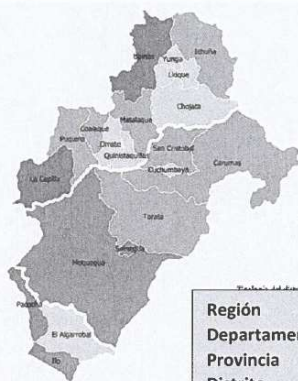 Ubinas
Yunga
Ichuña
Lloque
Chojata
Matalaque
Coalaque
Omate
Puquina
Quinistaquillas
San Cristobal
Carumas
Cuchumbaya
La Capilla
Torata
Moquegua
Samegua
Pacocha
El Algarrobal
Ilo
Región
Departamen
Provincia